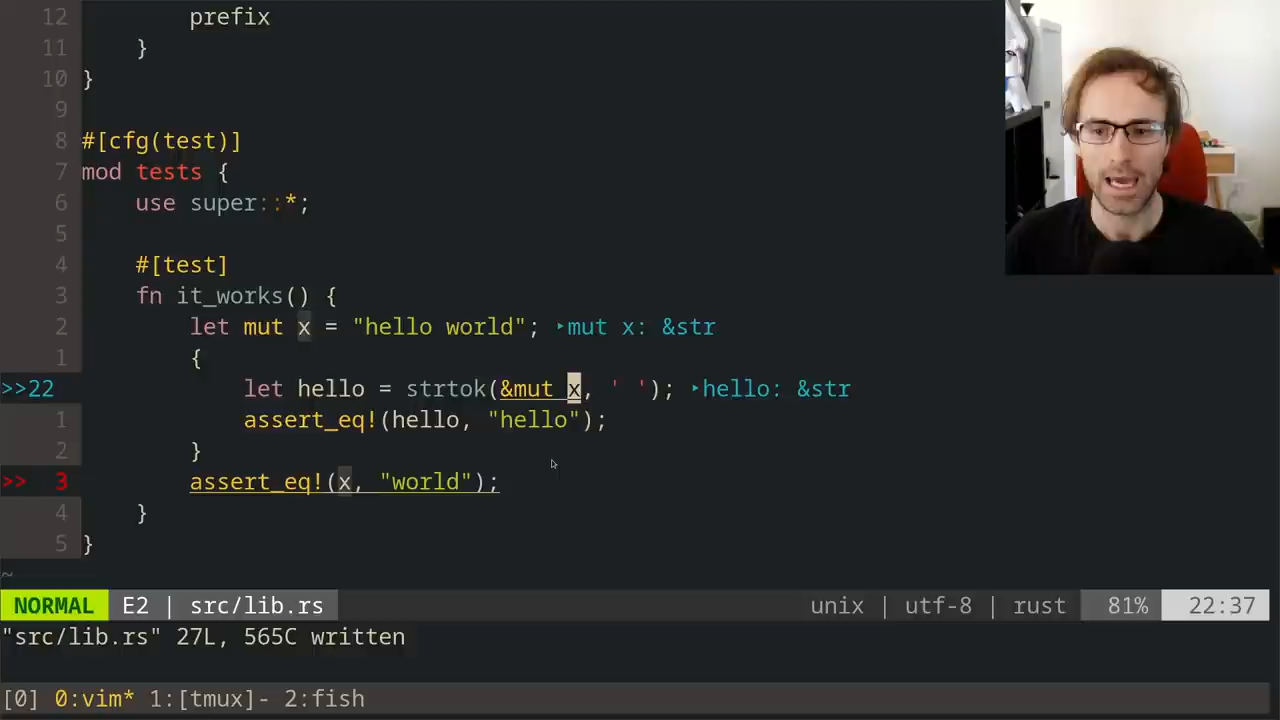 12 prefix
11 }
10 }
9
8 #[cfg(test)]
7 mod tests {
6 use super::*;
5
4 #[test]
3 fn it_works() {
2 let mut x = "hello world"; ‣mut x: &str
1 {
>>22 let hello = strtok(&mut x, ' '); ‣hello: &str
1 assert_eq!(hello, "hello");
2 }
>> 3 assert_eq!(x, "world");
4 }
5 }
~
NORMAL E2 | src/lib.rs unix | utf-8 | rust 81% 22:37
"src/lib.rs" 27L, 565C written
[0] 0:vim* 1:[tmux]- 2:fish